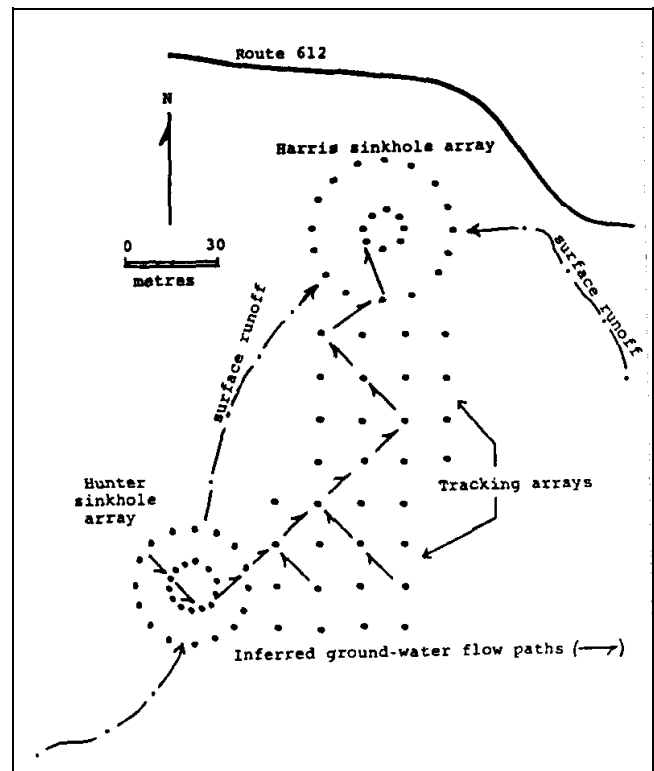 Route 612
N
Harris sinkhole array
0 30
metres
surface runoff
surface runoff
Hunter
sinkhole
array
Tracking arrays
Inferred ground-water flow paths (⟶)